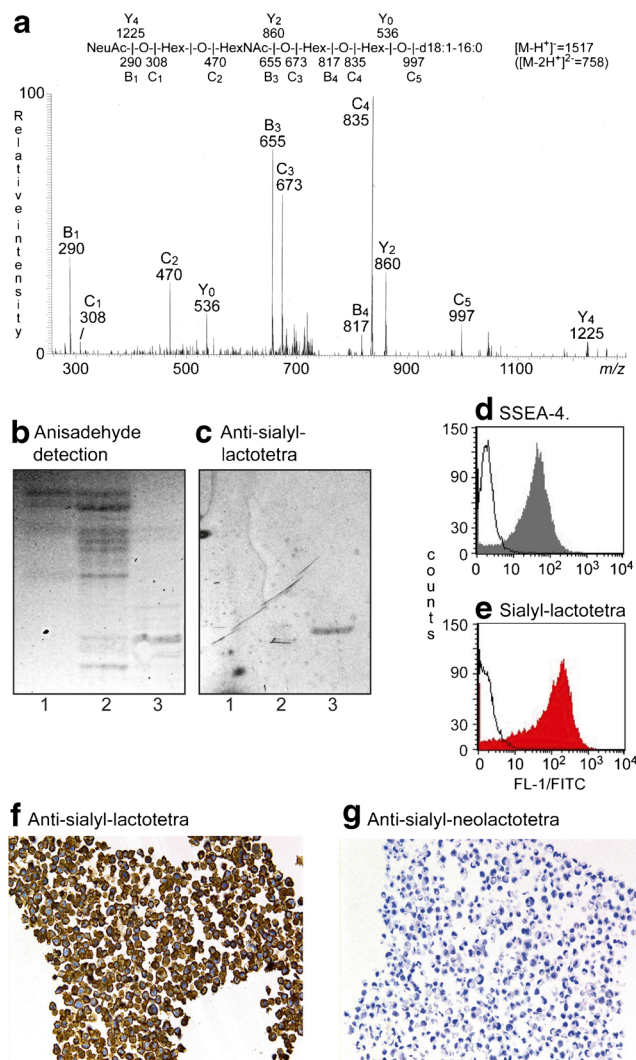 a
Y4 Y2 Y0
1225 860 536
NeuAc-|-O-|-Hex-|-O-|-HexNAc-|-O-|-Hex-|-O-|-Hex-|-O-|-d18:1-16:0 [M-H+]-=1517
290 308 470 655 673 817 835 997 ([M-2H+]2-=758)
B1 C1 C2 B3 C3 B4 C4 C5
100
Relative intensity
0
B1
290
C1
308
C2
470
Y0
536
B3
655
C3
673
B4
817
C4
835
Y2
860
C5
997
Y4
1225
300 500 700 900 1100 m/z
b Anisadehyde
detection
1 2 3
c Anti-sialyl-
lactotetra
1 2 3
d SSEA-4.
150
90
30
0
0 10 102 103 104
counts
e Sialyl-lactotetra
150
90
30
0
0 10 102 103 104
FL-1/FITC
f Anti-sialyl-lactotetra
g Anti-sialyl-neolactotetra